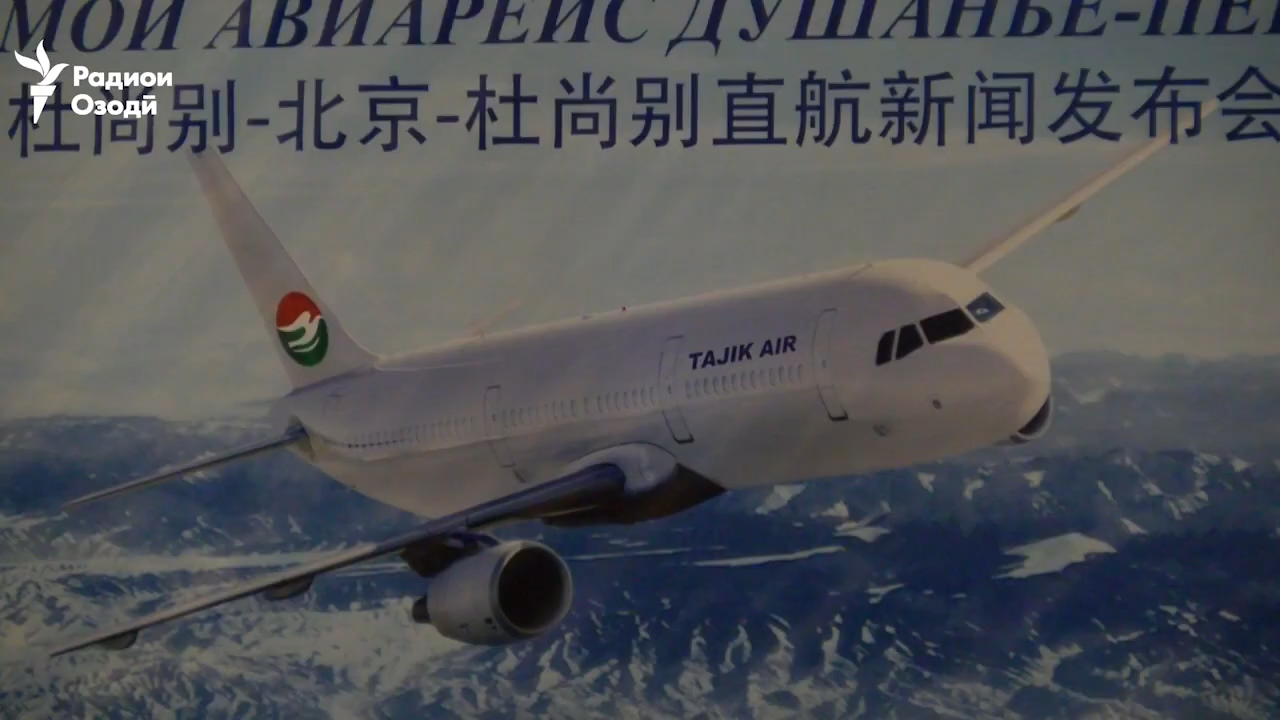 МОЙ АВИАРЕЙС ДУШАНБЕ-
杜尚别-北京-杜尚别直航新闻发布会
Радиои
Озодӣ
TAJIK AIR